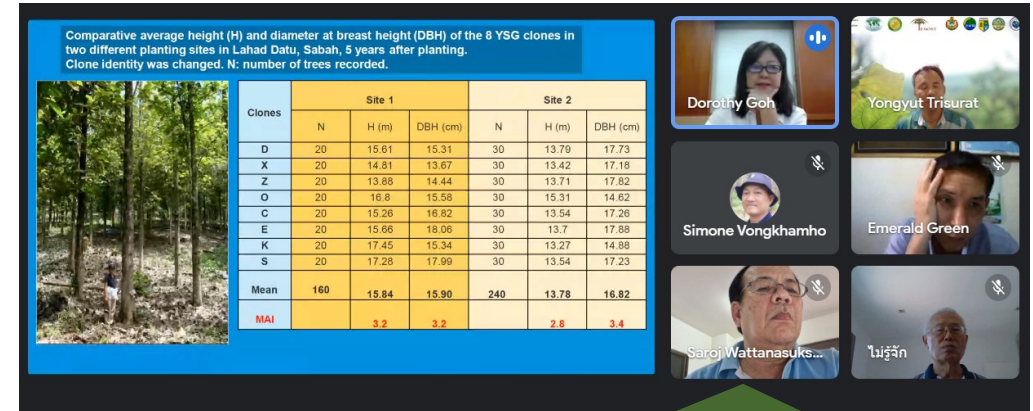 Comparative average height (H) and diameter at breast height (DBH) of the 8 YSG clones in
two different planting sites in Lahad Datu, Sabah, 5 years after planting.
Clone identity was changed. N: number of trees recorded.
Clones Site 1 Site 2
N H (m) DBH (cm) N H (m) DBH (cm)
D 20 15.61 15.31 30 13.79 17.73
X 20 14.81 13.67 30 13.42 17.18
Z 20 13.88 14.44 30 13.71 17.82
O 20 16.8 15.58 30 15.31 14.62
C 20 15.26 16.82 30 13.54 17.26
E 20 15.66 18.06 30 13.7 17.88
K 20 17.45 15.34 30 13.27 14.88
S 20 17.28 17.99 30 13.54 17.23
Mean 160 15.84 15.90 240 13.78 16.82
MAI 3.2 3.2 2.8 3.4
Dorothy Goh
Yongyut Trisurat
Simone Vongkhamho
Emerald Green
Saroj Wattanasuks...
ไม่รู้จัก